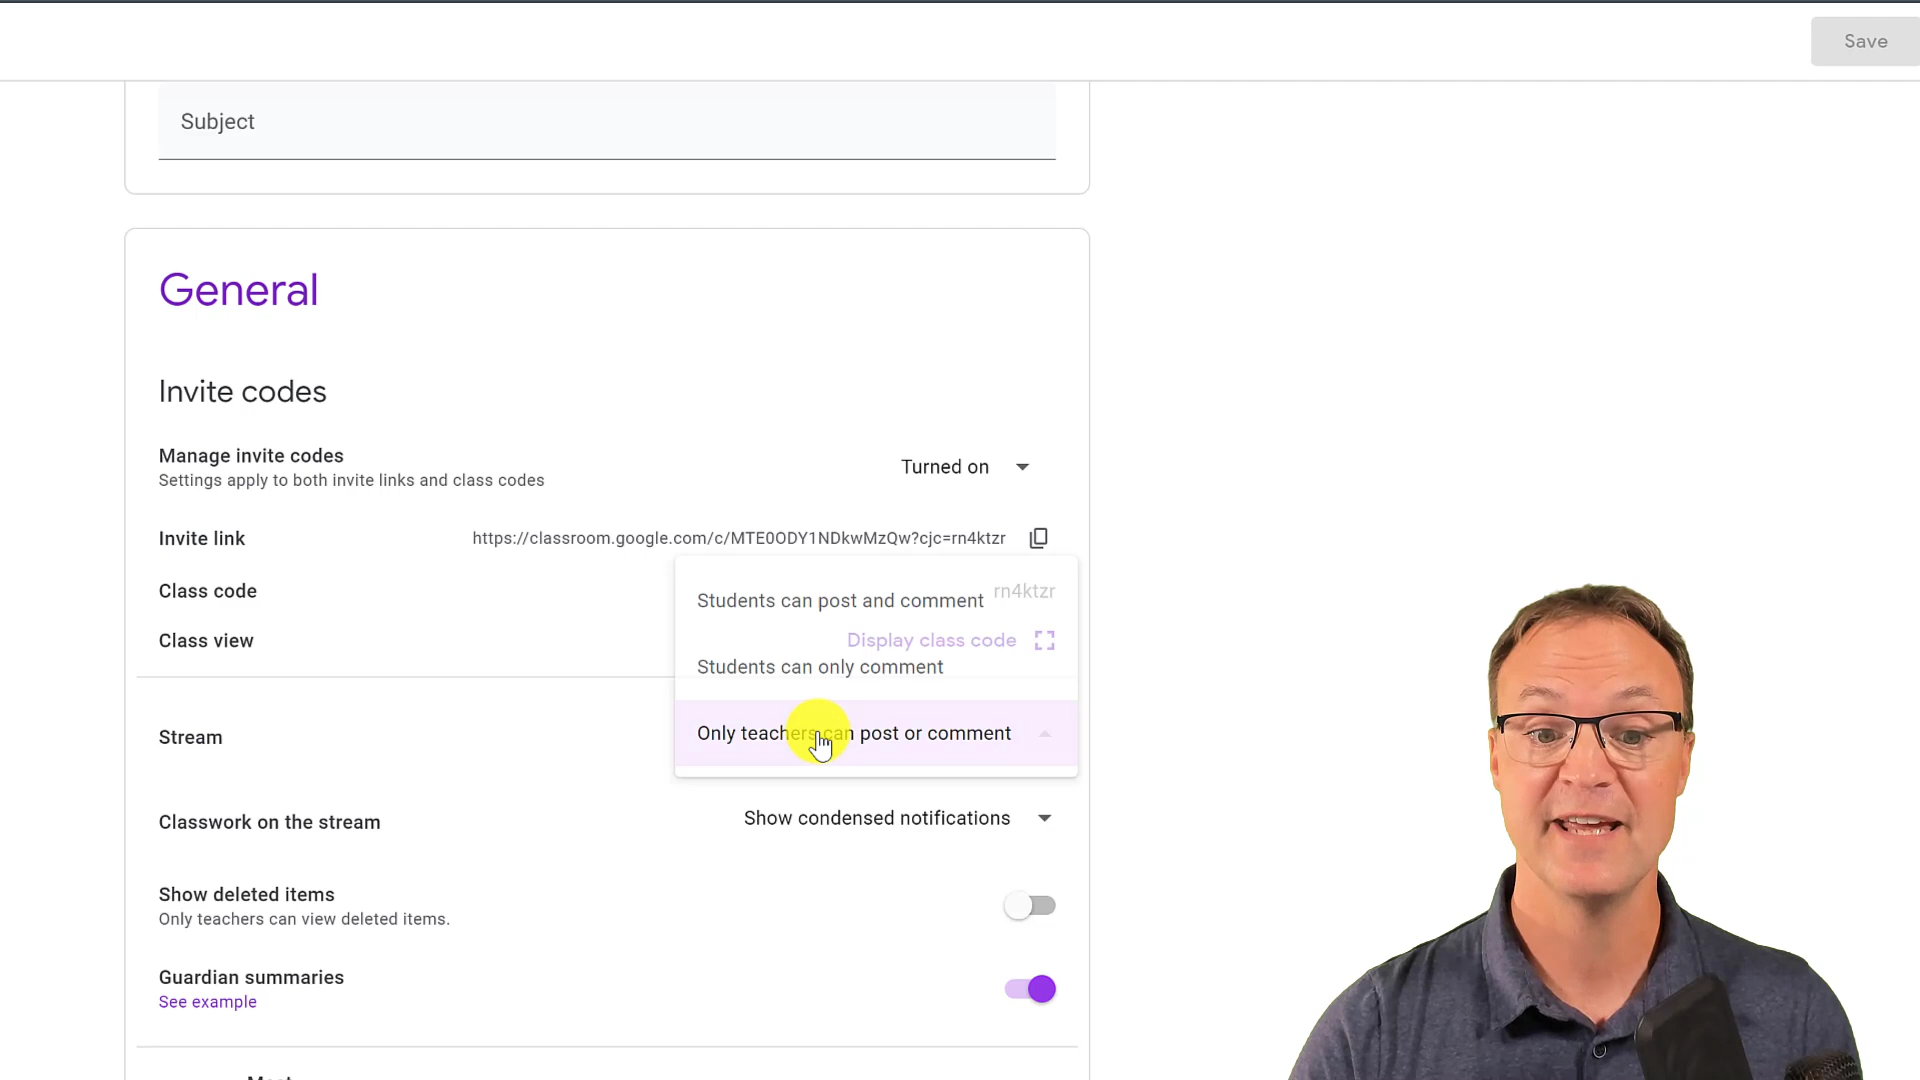 Save
Subject
General
Invite codes
Manage invite codes
Settings apply to both invite links and class codes
Turned on
Invite link
https://classroom.google.com/c/MTE0ODY1NDkwMzQw?cjc=rn4ktzr
Class code
rn4ktzr
Students can post and comment
Class view
Display class code
Students can only comment
Stream
Only teachers can post or comment
Classwork on the stream
Show condensed notifications
Show deleted items
Only teachers can view deleted items.
Guardian summaries
See example